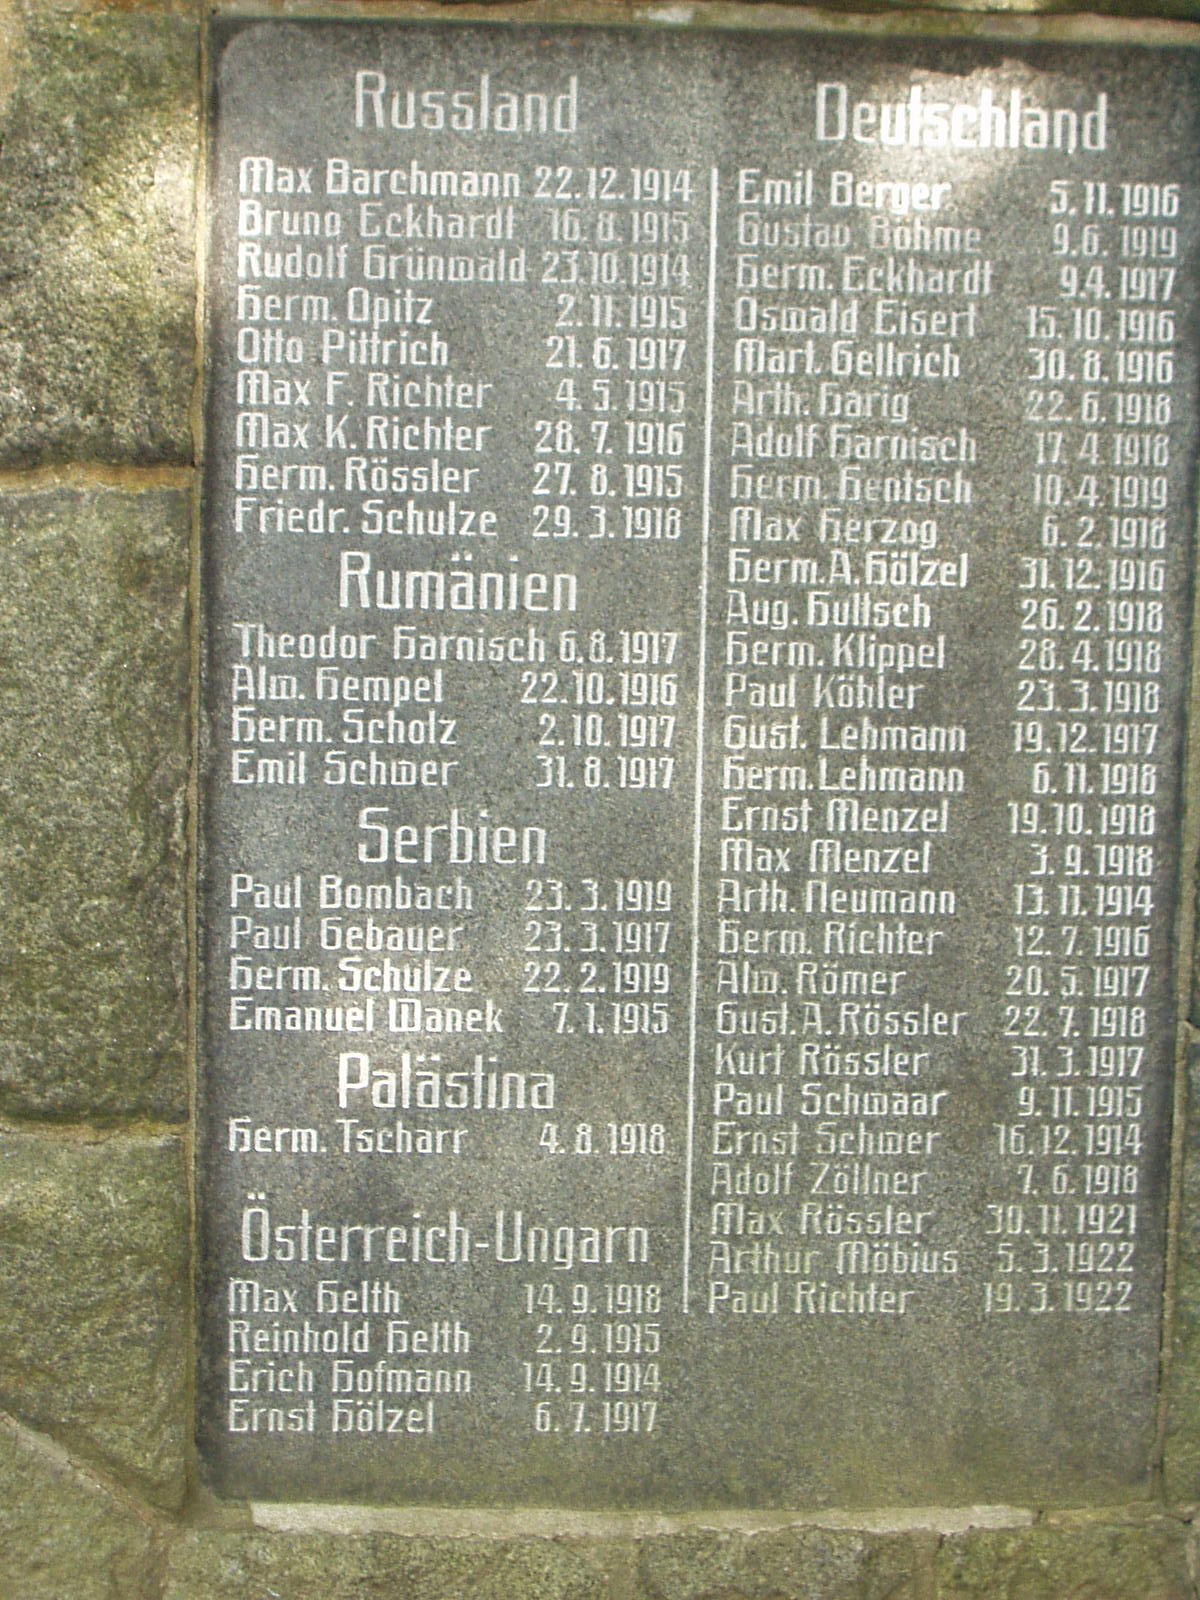 Russland
Max Barchmann 22.12.1914
Bruno Eckhardt 16.8.1915
Rudolf Grünwald 23.10.1914
Herm. Opitz 2.11.1915
Otto Pittrich 21.6.1917
Max F. Richter 4.5.1915
Max K. Richter 28.7.1916
Herm. Rössler 27.8.1915
Friedr. Schulze 29.3.1918
Rumänien
Theodor Harnisch 6.8.1917
Alw. Hempel 22.10.1916
Herm. Scholz 2.10.1917
Emil Schwer 31.8.1917
Serbien
Paul Bombach 23.3.1919
Paul Gebauer 23.3.1917
Herm. Schulze 22.2.1919
Emanuel Wanek 7.1.1915
Palästina
Herm. Tscharr 4.8.1918
Österreich-Ungarn
Max Helth 14.9.1918
Reinhold Helth 2.9.1915
Erich Hofmann 14.9.1914
Ernst Hölzel 6.7.1917
Deutschland
Emil Berger 5.11.1916
Gustav Böhme 9.6.1919
Herm. Eckhardt 9.4.1917
Oswald Eisert 15.10.1916
Mart. Gellrich 30.8.1916
Arth. Harig 22.6.1918
Adolf Harnisch 17.4.1918
Herm. Hentsch 10.4.1919
Max Herzog 6.2.1918
Herm. A. Hölzel 31.12.1916
Aug. Hultsch 26.2.1918
Herm. Klippel 28.4.1918
Paul Köhler 23.3.1918
Gust. Lehmann 19.12.1917
Herm. Lehmann 6.11.1918
Ernst Menzel 19.10.1918
Max Menzel 3.9.1918
Arth. Neumann 13.11.1914
Herm. Richter 12.7.1916
Alw. Römer 20.5.1917
Gust. A. Rössler 22.7.1918
Kurt Rössler 31.3.1917
Paul Schwaar 9.11.1915
Ernst Schwer 16.12.1914
Adolf Zöllner 7.6.1918
Max Rössler 30.11.1921
Arthur Möbius 5.3.1922
Paul Richter 19.3.1922